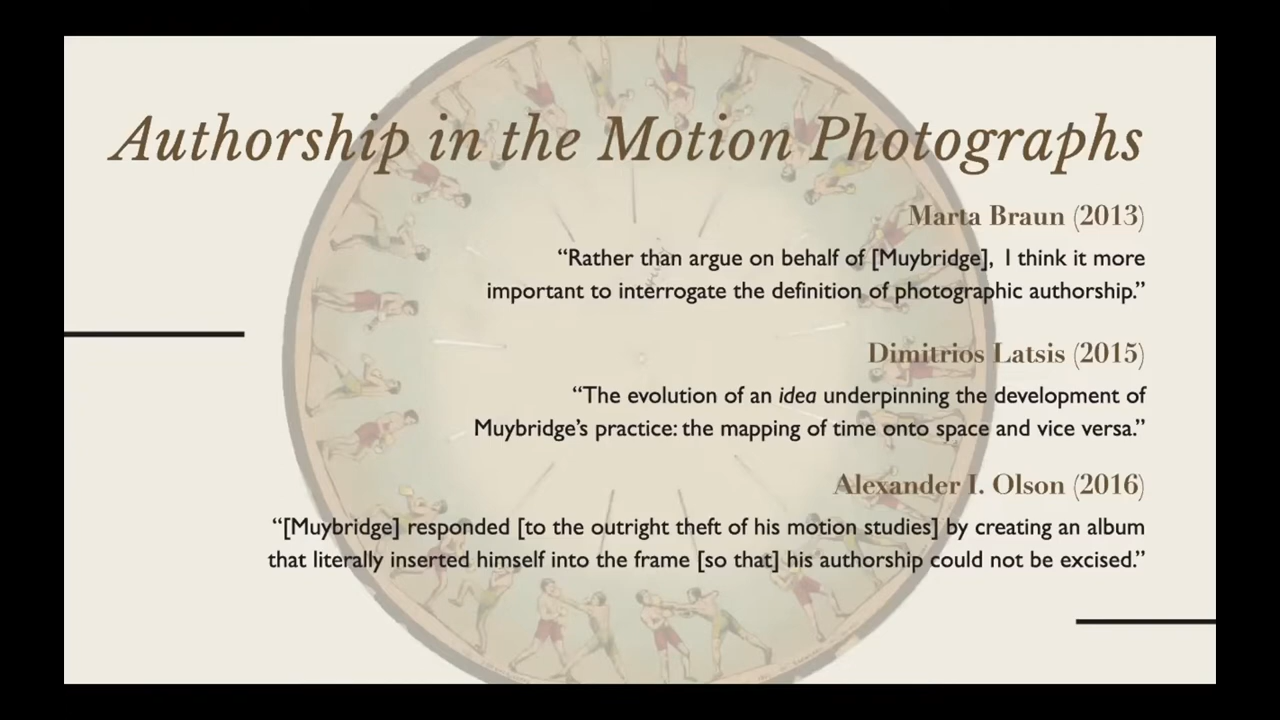 Authorship in the Motion Photographs
Marta Braun (2013)
“Rather than argue on behalf of [Muybridge], I think it more
important to interrogate the definition of photographic authorship.”
Dimitrios Latsis (2015)
“The evolution of an idea underpinning the development of
Muybridge’s practice: the mapping of time onto space and vice versa.”
Alexander I. Olson (2016)
“[Muybridge] responded [to the outright theft of his motion studies] by creating an album
that literally inserted himself into the frame [so that] his authorship could not be excised.”